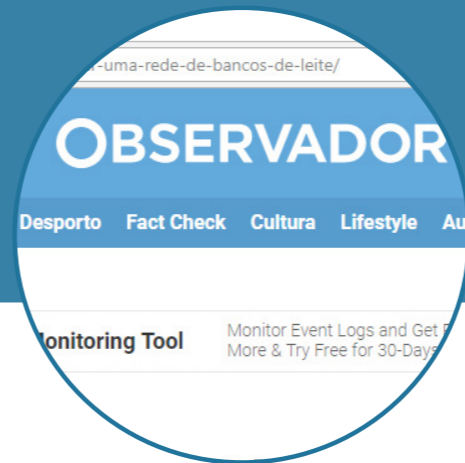 -uma-rede-de-bancos-de-leite/
OBSERVADOR
Desporto Fact Check Cultura Lifestyle
Tool Monitor Event Logs and Get
More & Try Free for 30-Days